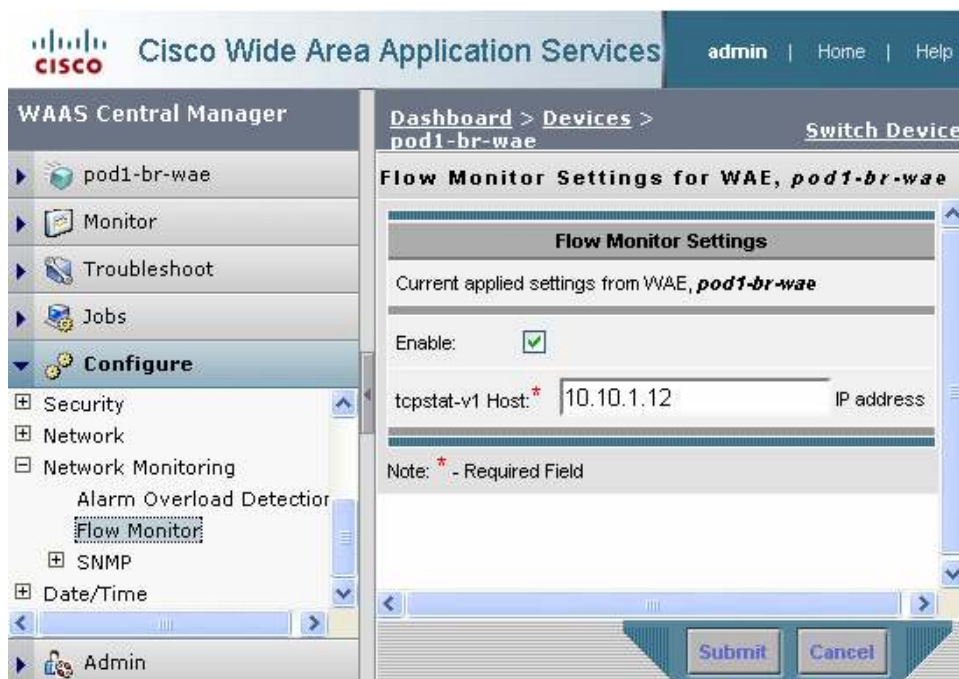 CISCO
Cisco Wide Area Application Services
admin | Home | Help
WAAS Central Manager
pod1-br-wae
Monitor
Troubleshoot
Jobs
Configure
Security
Network
Network Monitoring
Alarm Overload Detection
Flow Monitor
SNMP
Date/Time
Admin
Dashboard > Devices >
pod1-br-wae
Switch Device
Flow Monitor Settings for WAE, pod1-br-wae
Flow Monitor Settings
Current applied settings from WAE, pod1-br-wae
Enable:
tcpstat-v1 Host:* 10.10.1.12 IP address
Note: * - Required Field
Submit Cancel